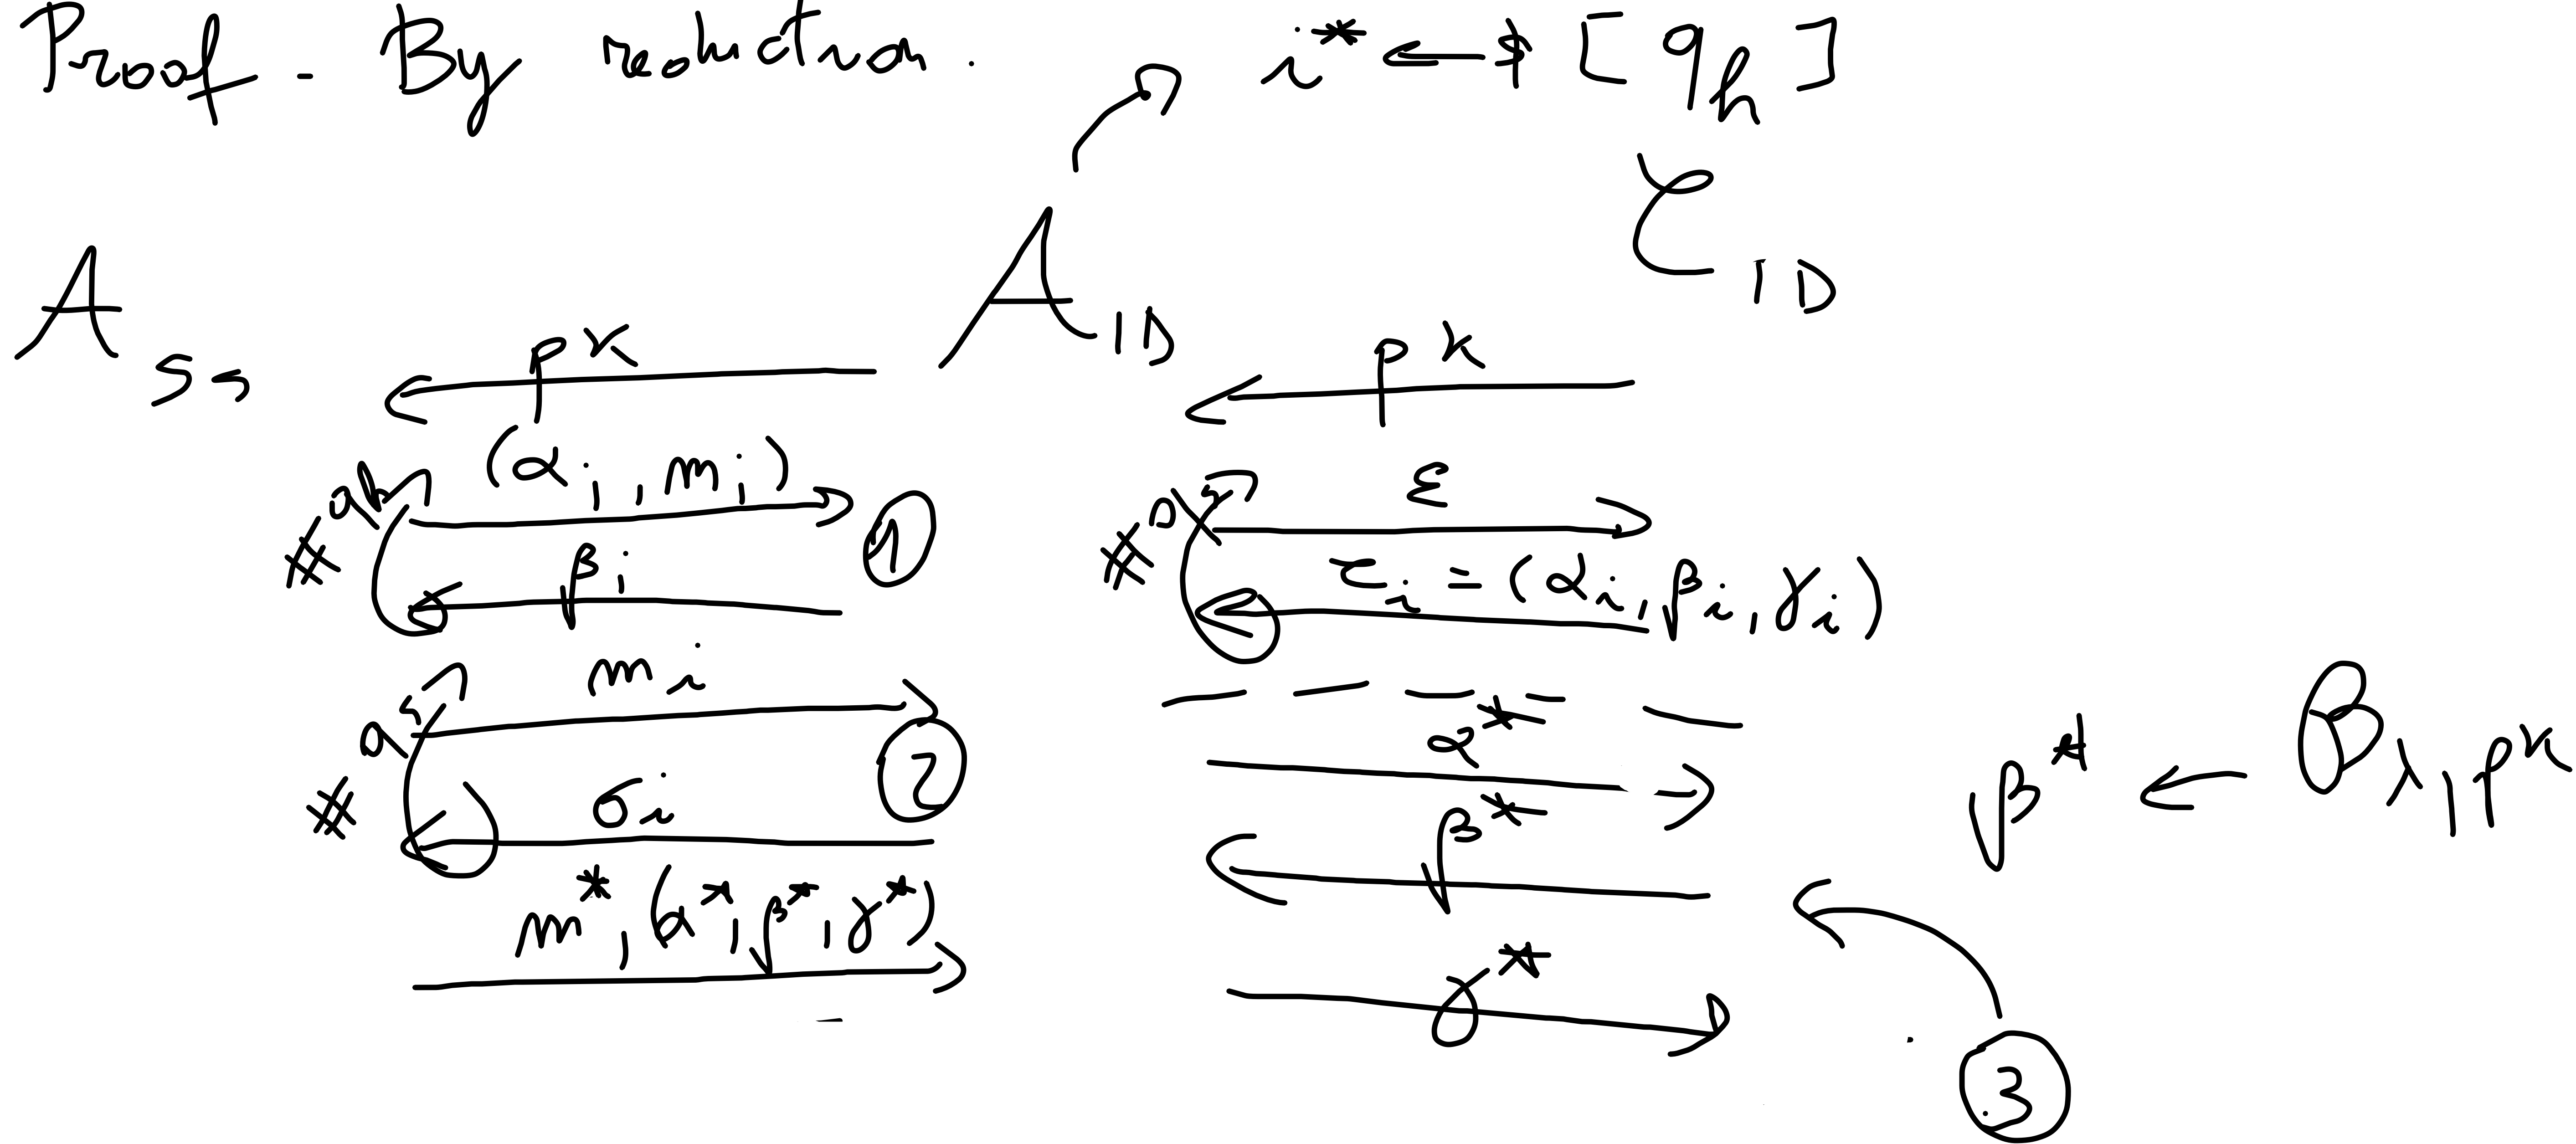 Proof - By reduction.
i* ←$ [qh]
A_S
A_ID
C_ID
pk
pk
(αi, mi)
# qh
①
βi
ε
# qs
τi = (αi, βi, γi)
mi
# qs
②
σi
m*, (α*, β*, γ*)
α*
β*
γ*
β* ← B_λ,pk
③